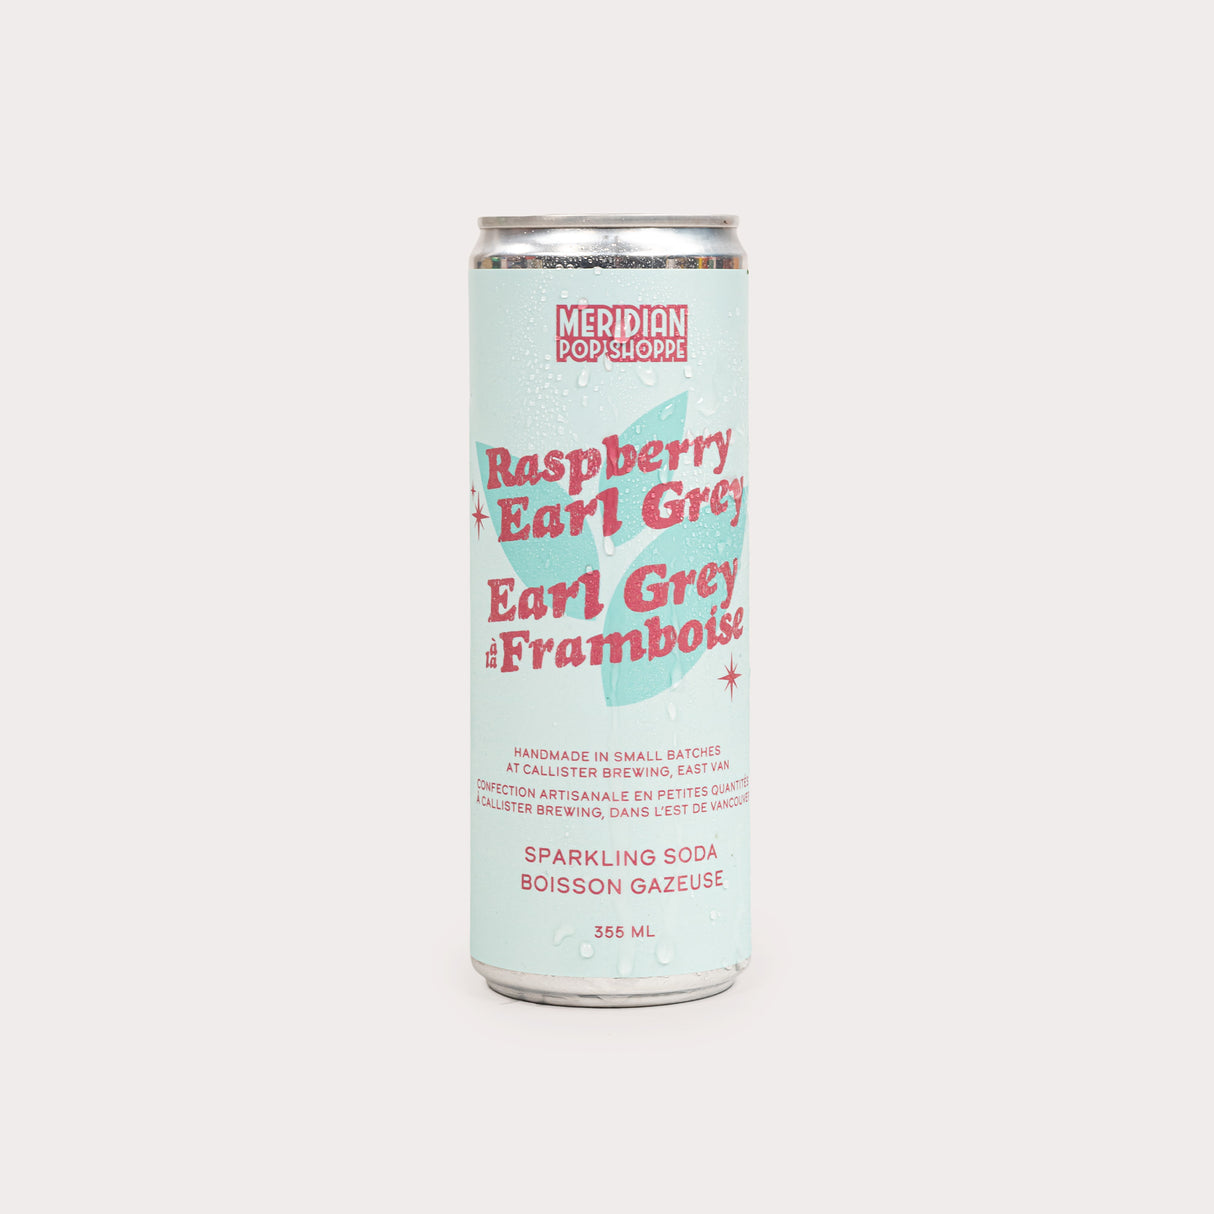 MERIDIAN
POP SHOPPE
Raspberry
Earl Grey
Earl Grey
à la Framboise
HANDMADE IN SMALL BATCHES
AT CALLISTER BREWING, EAST VAN
CONFECTION ARTISANALE EN PETITES QUANTITÉS
À CALLISTER BREWING, DANS L'EST DE VANCOUVER
SPARKLING SODA
BOISSON GAZEUSE
355 ML